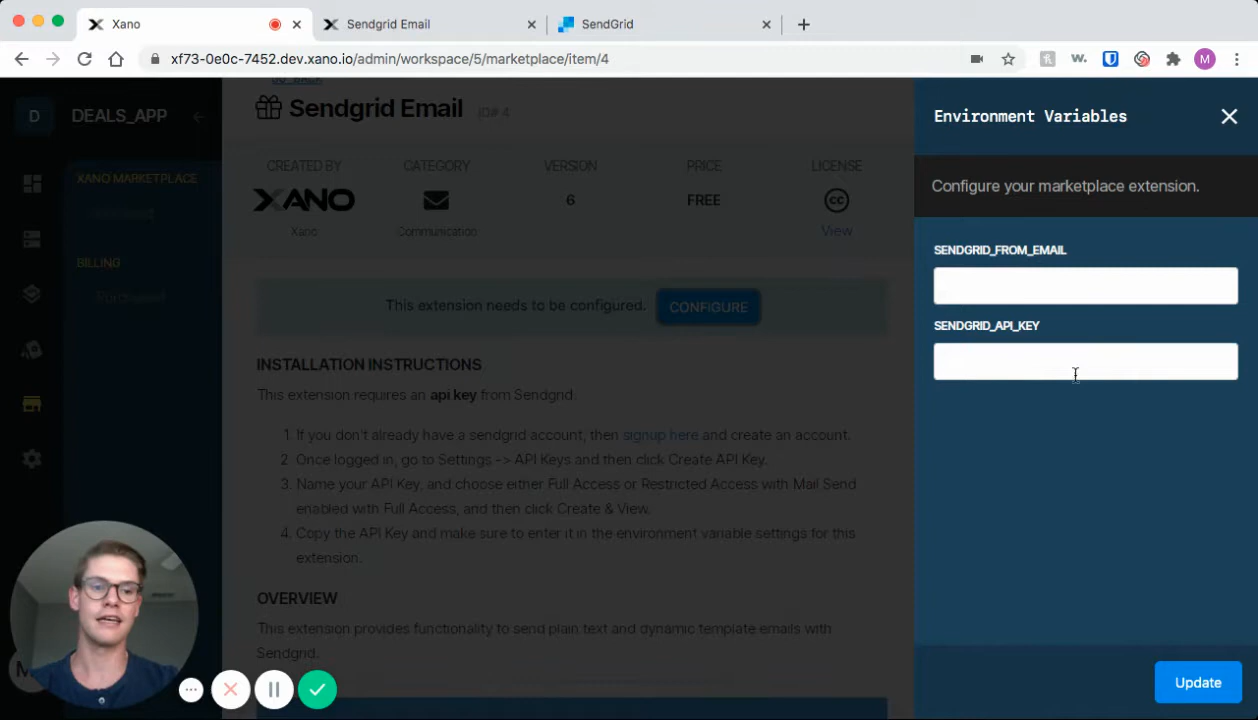 Xano
Sendgrid Email
SendGrid
xf73-0e0c-7452.dev.xano.io/admin/workspace/5/marketplace/item/4
w.
M
D
DEALS_APP
XANO MARKETPLACE
BILLING
Purchased
Sendgrid Email
ID# 4
CREATED BY
CATEGORY
VERSION
PRICE
LICENSE
XANO
6
FREE
cc
Xano
Communication
View
This extension needs to be configured.
CONFIGURE
INSTALLATION INSTRUCTIONS
This extension requires an api key from Sendgrid.
1. If you don't already have a sendgrid account, then signup here and create an account.
2. Once logged in, go to Settings -> API Keys and then click Create API Key.
3. Name your API Key, and choose either Full Access or Restricted Access with Mail Send
enabled with Full Access, and then click Create & View.
4. Copy the API Key and make sure to enter it in the environment variable settings for this
extension.
OVERVIEW
This extension provides functionality to send plain text and dynamic template emails with
Sendgrid.
Environment Variables
Configure your marketplace extension.
SENDGRID_FROM_EMAIL
SENDGRID_API_KEY
Update